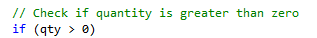 // Check if quantity is greater than zero
if (qty > 0)